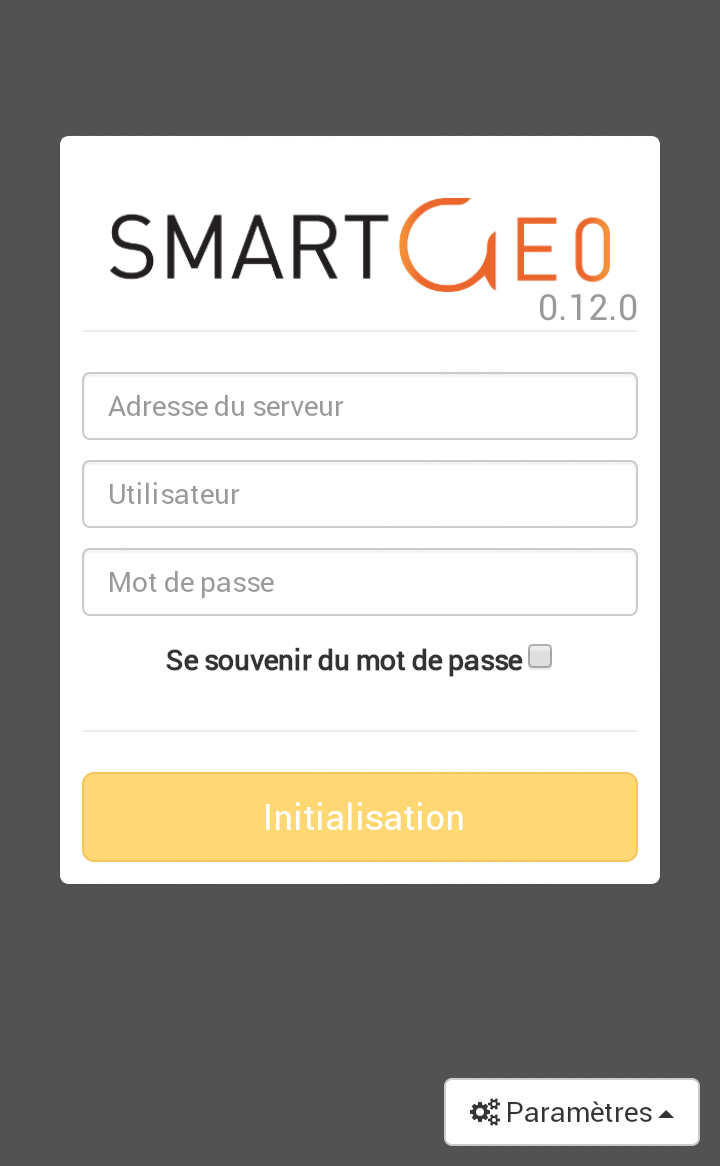 SMARTGEO
0.12.0
Adresse du serveur
Utilisateur
Mot de passe
Se souvenir du mot de passe
Initialisation
Paramètres